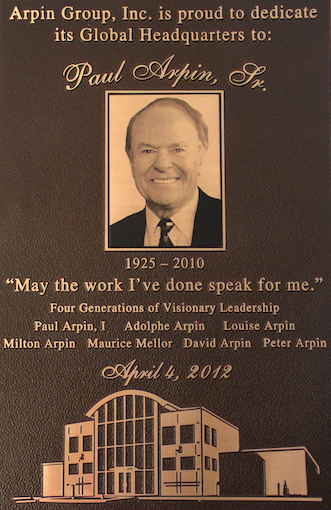 Arpin Group, Inc. is proud to dedicate
its Global Headquarters to:
Paul Arpin, Sr.
1925 – 2010
“May the work I’ve done speak for me.”
Four Generations of Visionary Leadership
Paul Arpin, I Adolphe Arpin Louise Arpin
Milton Arpin Maurice Mellor David Arpin Peter Arpin
April 4, 2012